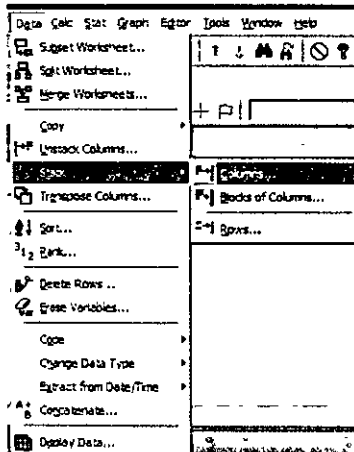 Data Calc Stat Graph Editor Tools Window Help
Subset Worksheet...
Split Worksheet...
Merge Worksheets...
Copy
Unstack Columns...
Stack
Columns...
Transpose Columns...
Blocks of Columns...
Sort...
Rows...
Rank...
Delete Rows...
Erase Variables...
Code
Change Data Type
Extract from Date/Time
Concatenate...
Display Data...